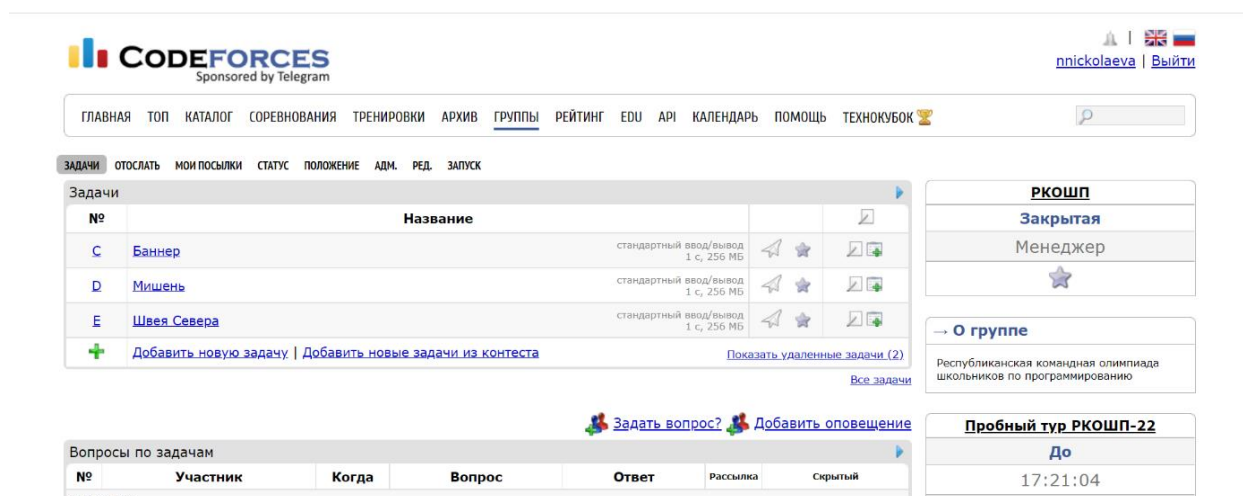 CODEFORCES
Sponsored by Telegram
|
nnickolaeva | Выйти
ГЛАВНАЯ ТОП КАТАЛОГ СОРЕВНОВАНИЯ ТРЕНИРОВКИ АРХИВ ГРУППЫ РЕЙТИНГ EDU API КАЛЕНДАРЬ ПОМОЩЬ ТЕХНОКУБОК
ЗАДАЧИ ОТОСЛАТЬ МОИ ПОСЫЛКИ СТАТУС ПОЛОЖЕНИЕ АДМ. РЕД. ЗАПУСК
Задачи
№ Название
C Баннер стандартный ввод/вывод
1 с, 256 МБ
D Мишень стандартный ввод/вывод
1 с, 256 МБ
E Швея Севера стандартный ввод/вывод
1 с, 256 МБ
Добавить новую задачу | Добавить новые задачи из контеста Показать удаленные задачи (2)
Все задачи
Задать вопрос? Добавить оповещение
Вопросы по задачам
№ Участник Когда Вопрос Ответ Рассылка Скрытый
РКОШП
Закрытая
Менеджер
→ О группе
Республиканская командная олимпиада
школьников по программированию
Пробный тур РКОШП-22
До
17:21:04